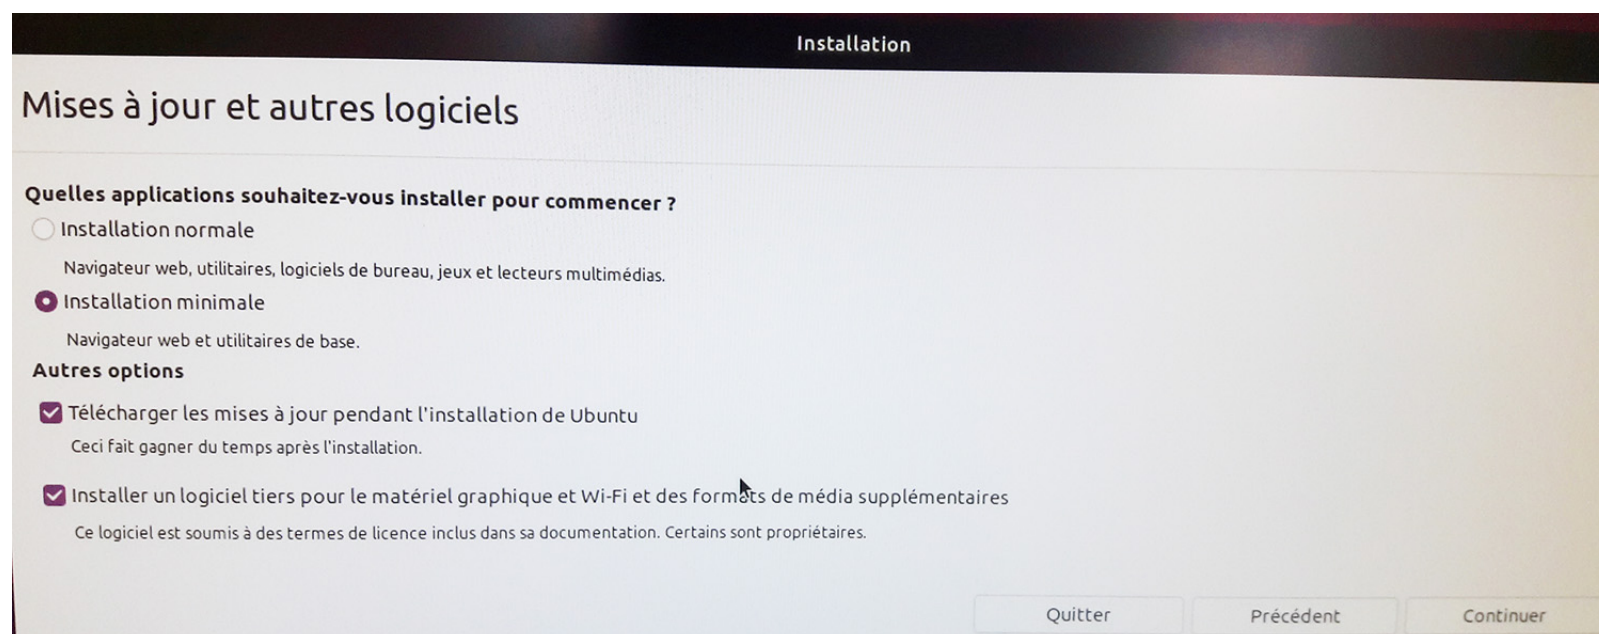 Installation
Mises à jour et autres logiciels
Quelles applications souhaitez-vous installer pour commencer ?
Installation normale
Navigateur web, utilitaires, logiciels de bureau, jeux et lecteurs multimédias.
Installation minimale
Navigateur web et utilitaires de base.
Autres options
Télécharger les mises à jour pendant l'installation de Ubuntu
Ceci fait gagner du temps après l'installation.
Installer un logiciel tiers pour le matériel graphique et Wi-Fi et des formats de média supplémentaires
Ce logiciel est soumis à des termes de licence inclus dans sa documentation. Certains sont propriétaires.
Quitter Précédent Continuer